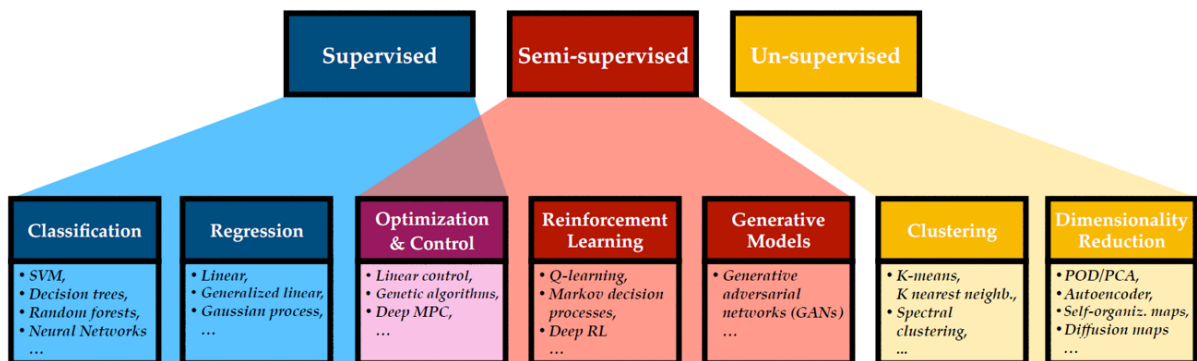 Supervised
Semi-supervised
Un-supervised
Classification
• SVM,
• Decision trees,
• Random forests,
• Neural Networks
...
Regression
• Linear,
• Generalized linear,
• Gaussian process,
...
Optimization
& Control
• Linear control,
• Genetic algorithms,
• Deep MPC,
...
Reinforcement
Learning
• Q-learning,
• Markov decision
processes,
• Deep RL
...
Generative
Models
• Generative
adversarial
networks (GANs)
...
Clustering
• K-means,
K nearest neighb.,
• Spectral
clustering,
...
Dimensionality
Reduction
• POD/PCA,
• Autoencoder,
• Self-organiz. maps,
• Diffusion maps
...